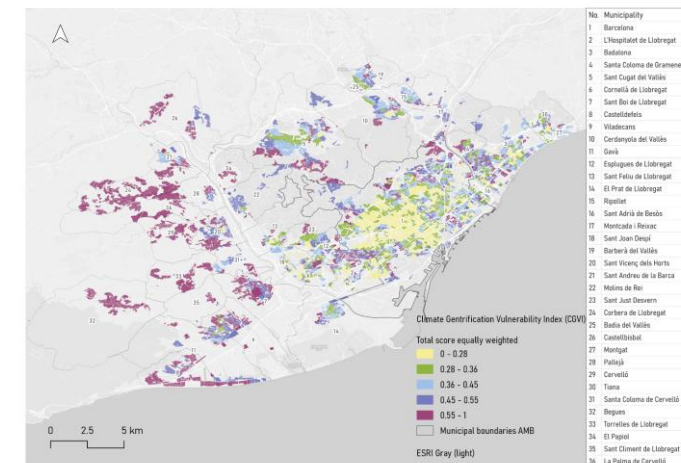 No. Municipality
1 Barcelona
2 L'Hospitalet de Llobregat
3 Badalona
4 Santa Coloma de Gramene
5 Sant Cugat del Vallès
6 Cornellà de Llobregat
7 Sant Boi de Llobregat
8 Castelldefels
9 Viladecans
10 Cerdanyola del Vallès
11 Gavà
12 Esplugues de Llobregat
13 Sant Feliu de Llobregat
14 El Prat de Llobregat
15 Ripollet
16 Sant Adrià de Besòs
17 Montcada i Reixac
18 Sant Joan Despí
19 Barberà del Vallès
20 Sant Vicenç dels Horts
21 Sant Andreu de la Barca
22 Molins de Rei
23 Sant Just Desvern
24 Corbera de Llobregat
25 Badia del Vallès
26 Castellbisbal
27 Montgat
28 Pallejà
29 Cervelló
30 Tiana
31 Santa Coloma de Cervelló
32 Begues
33 Torrelles de Llobregat
34 El Papiol
35 Sant Climent de Llobregat
36 La Palma de Cervelló
Climate Gentrification Vulnerability Index (CGVI)
Total score equally weighted
0 - 0.28
0.28 - 0.36
0.36 - 0.45
0.45 - 0.55
0.55 - 1
Municipal boundaries AMB
ESRI Gray (light)
0 2.5 5 km